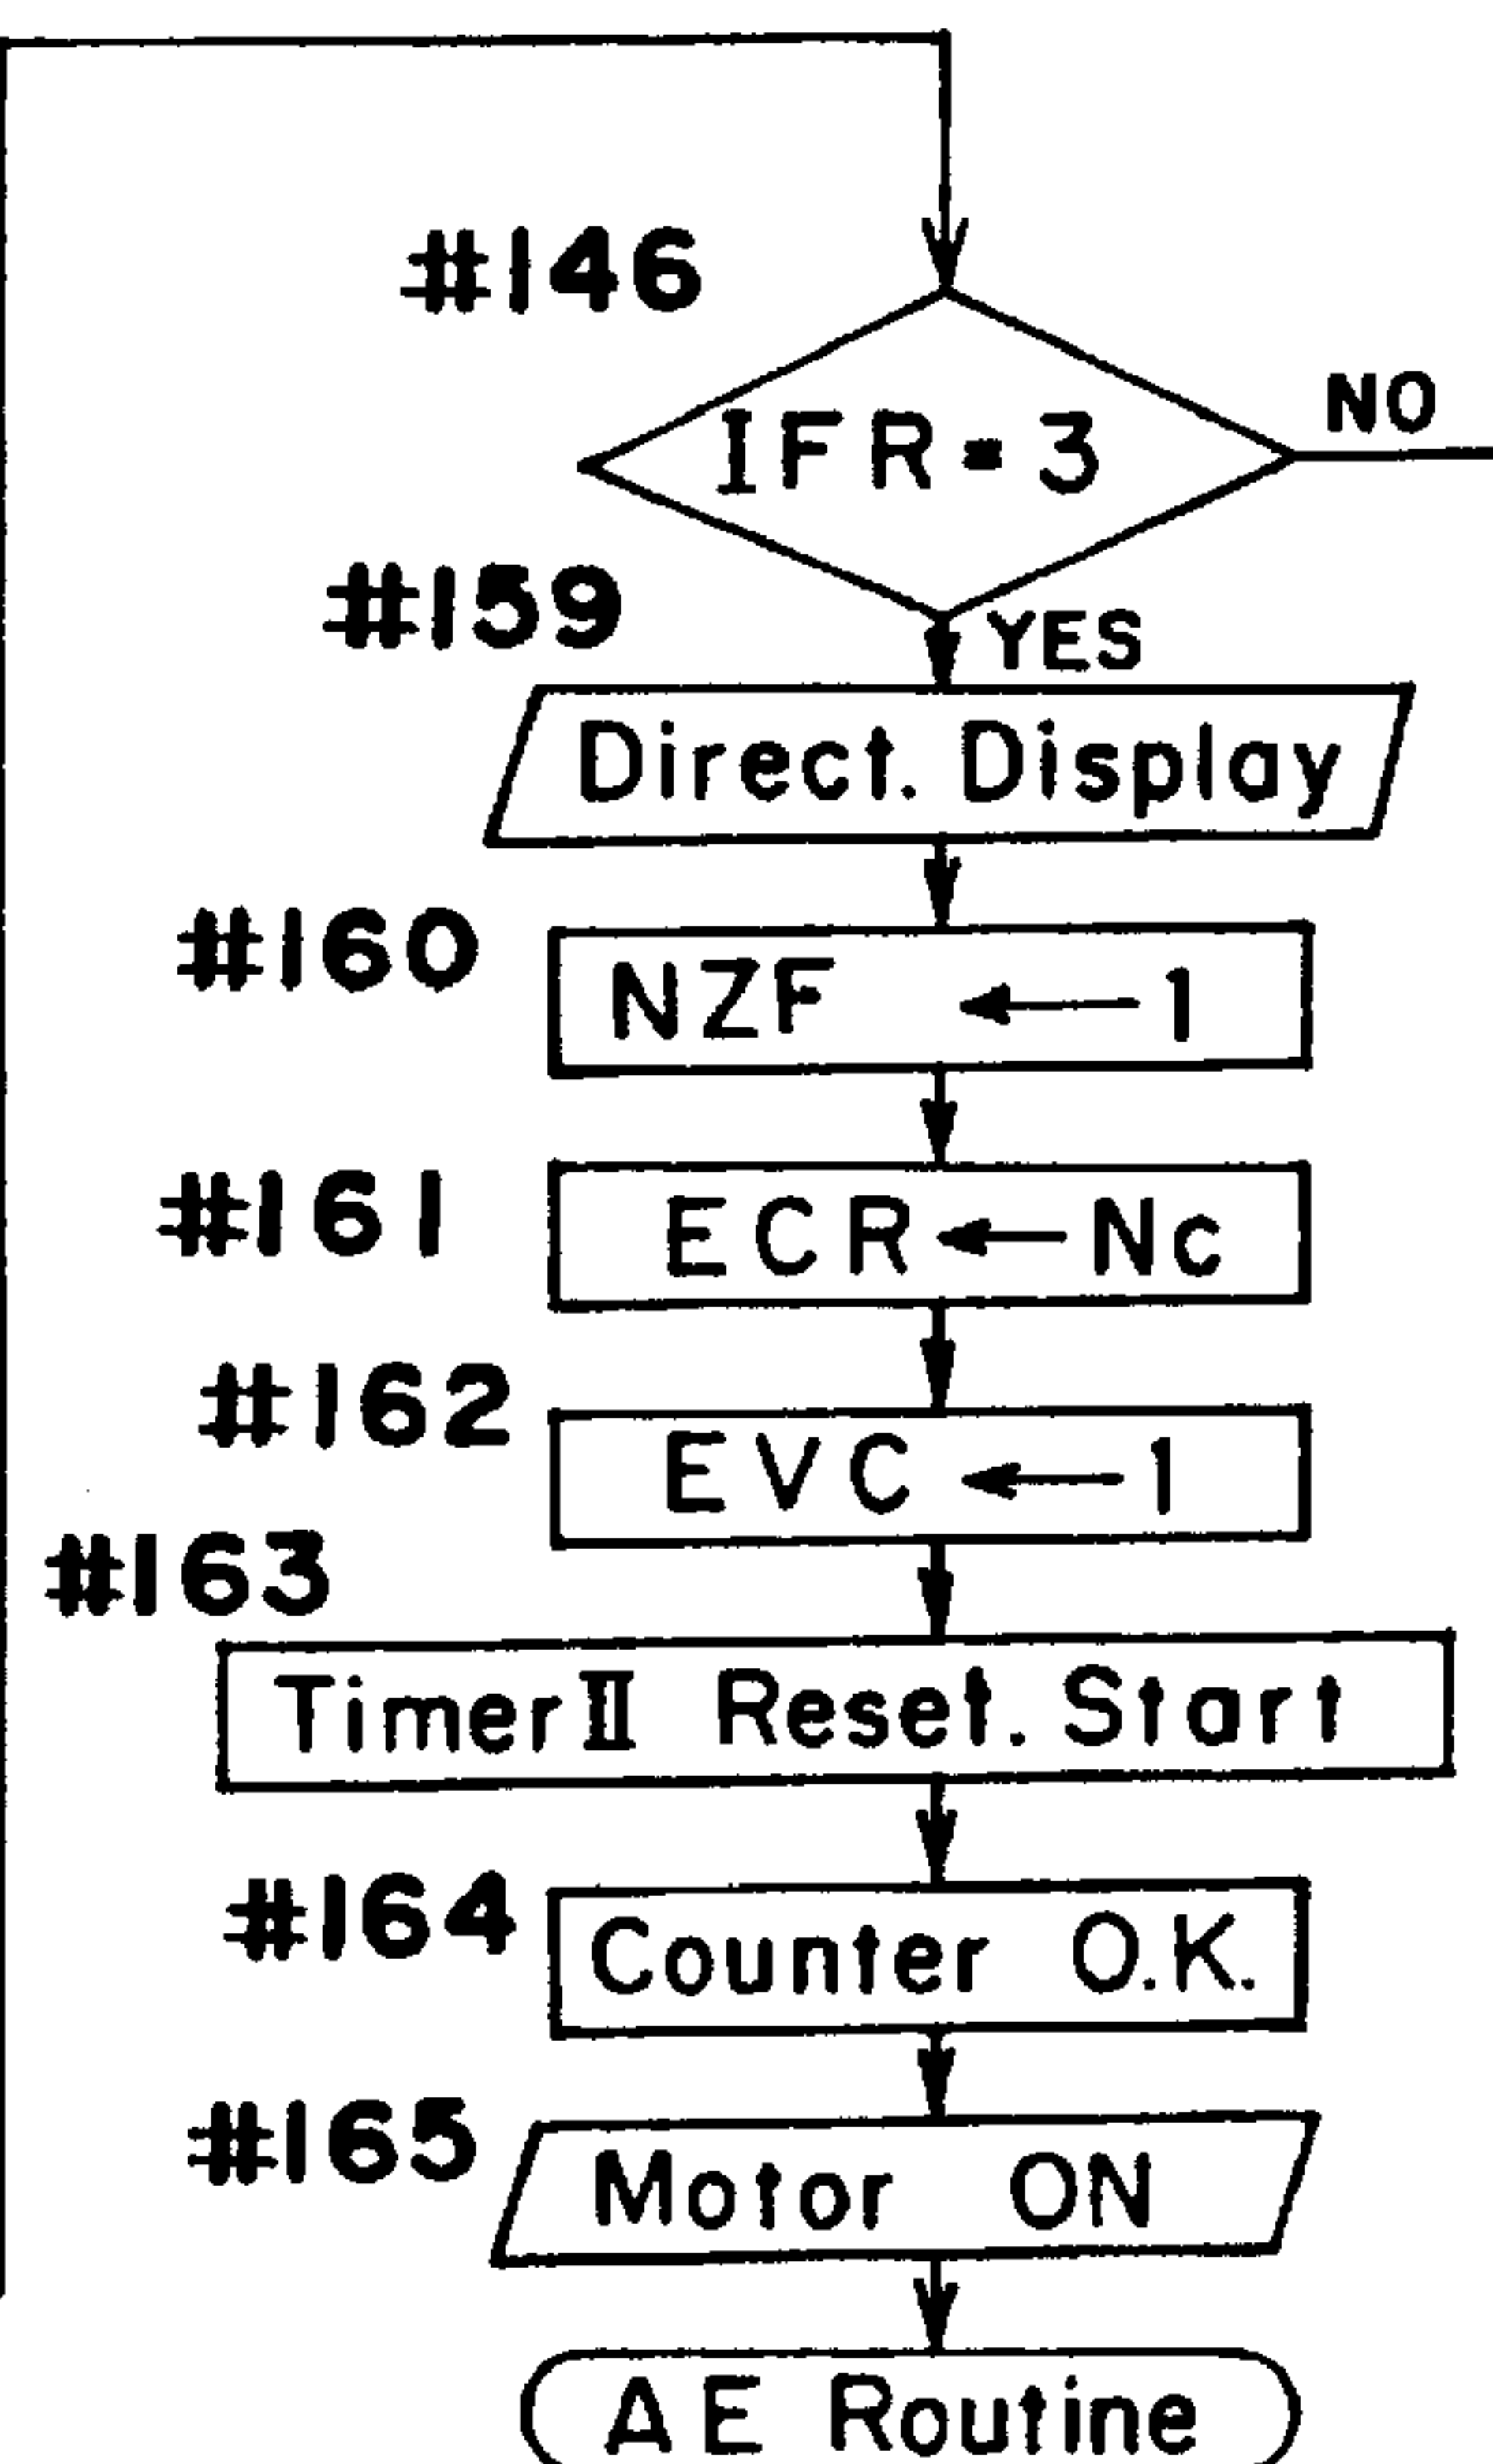 #146
IFR = 3
NO
#159
YES
Direct. Display
#160
NZF ← 1
#161
ECR ← Nc
#162
EVC ← 1
#163
Timer II Reset. Start
#164
Counter O.K.
#165
Motor ON
AE Routine